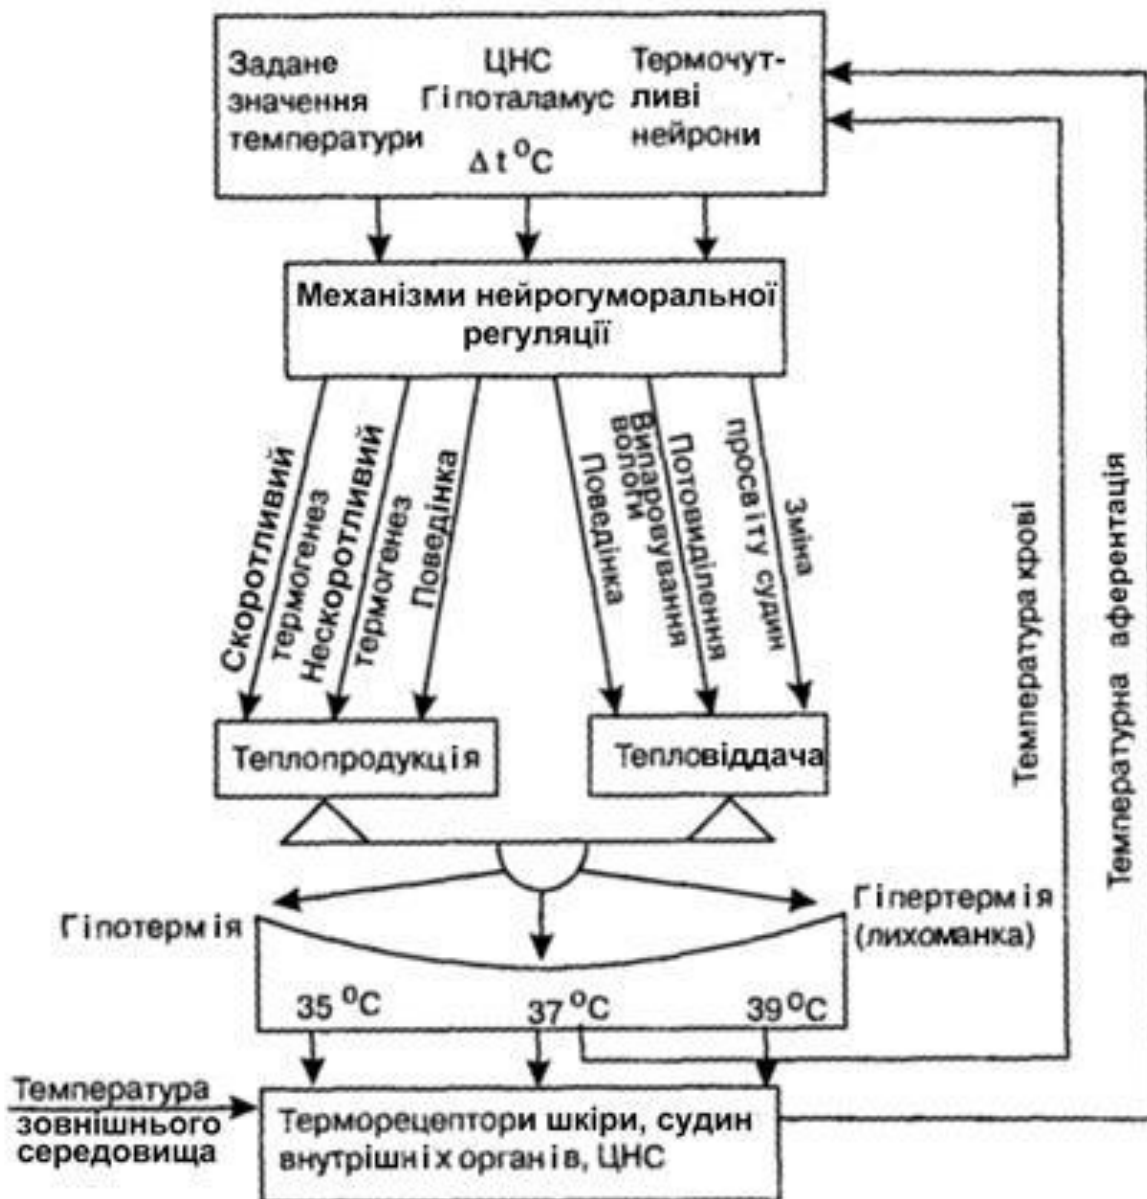 Задане
значення
температури
ЦНС
Гіпоталамус
Δ t °C
Термочут-
ливі
нейрони
Механізми нейрогуморальної
регуляції
Скоротливий
термогенез
Нескоротливий
термогенез
Поведінка
Поведінка
Випаровування
вологи
Потовиділення
Зміна
просвіту судин
Теплопродукція
Тепловіддача
Гіпотермія
Гіпертермія
(лихоманка)
35 °C
37 °C
39 °C
Температура
зовнішнього
середовища
Терморецептори шкіри, судин
внутрішніх органів, ЦНС
Температура крові
Температурна аферентація